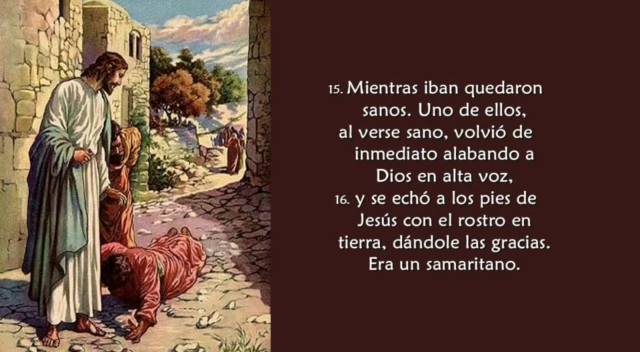 15. Mientras iban quedaron
sanos. Uno de ellos,
al verse sano, volvió de
inmediato alabando a
Dios en alta voz,
16. y se echó a los pies de
Jesús con el rostro en
tierra, dándole las gracias.
Era un samaritano.